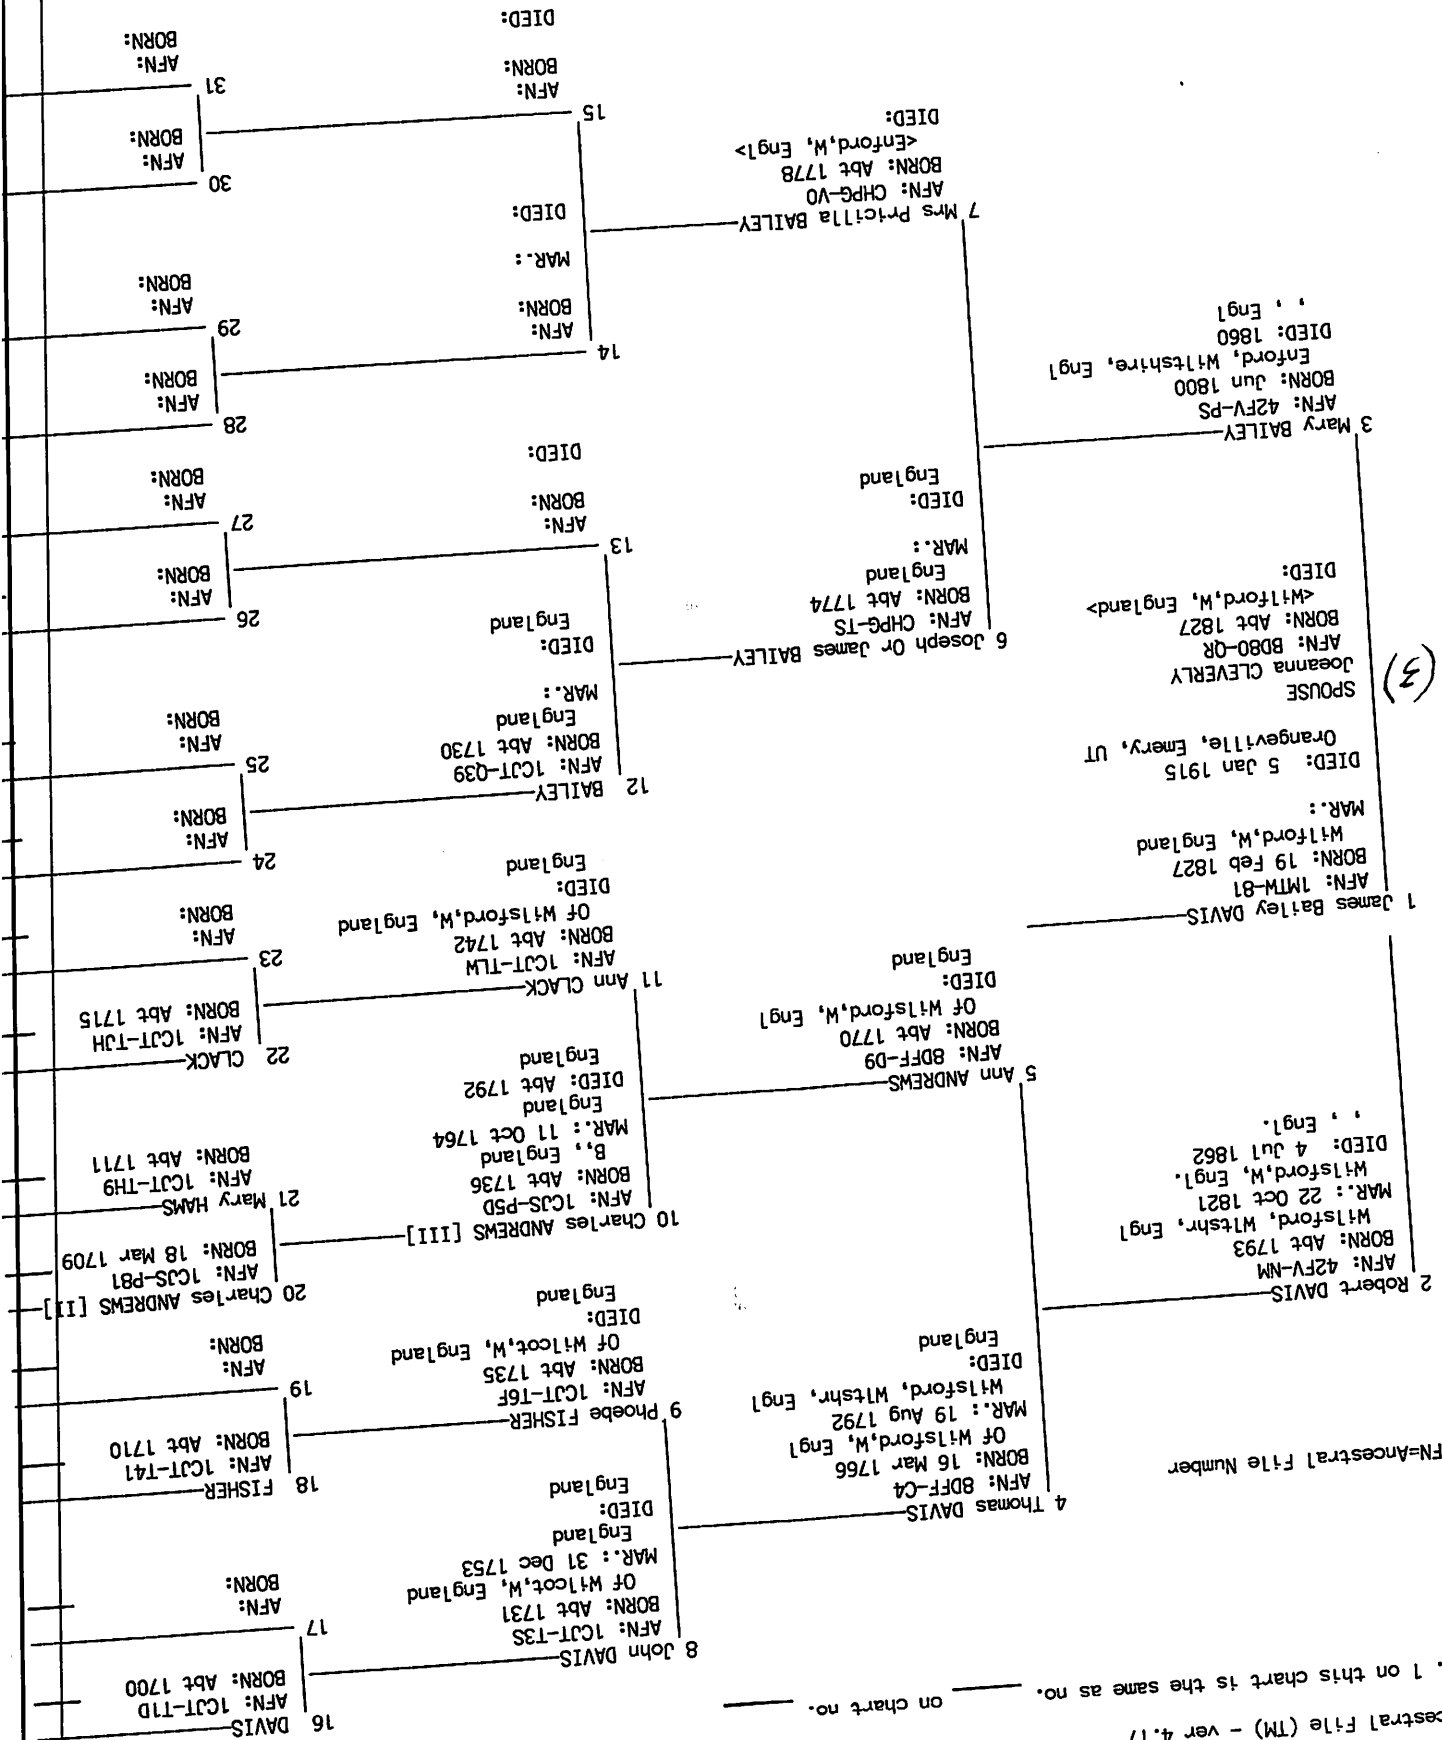 cestral File (TM) - ver 4.17
. 1 on this chart is the same as no. on chart no.
FN=Ancestral File Number
16 DAVIS
AFN: 1CJT-T1D
BORN: Abt 1700
8 John DAVIS
AFN: 1CJT-T3S
BORN: Abt 1731
Of Wilcot,W, England
MAR.: 31 Dec 1753
England
DIED:
England
17
AFN:
BORN:
4 Thomas DAVIS
AFN: 8DFF-C4
BORN: 16 Mar 1766
Of Wilsford,W, Engl
MAR.: 19 Aug 1792
Wilsford, Wltshr, Engl
DIED:
England
18 FISHER
AFN: 1CJT-T41
BORN: Abt 1710
9 Phoebe FISHER
AFN: 1CJT-T6F
BORN: Abt 1735
Of Wilcot,W, England
DIED:
England
19
AFN:
BORN:
2 Robert DAVIS
AFN: 42FV-NM
BORN: Abt 1793
Wilsford, Wltshr, Engl
MAR.: 22 Oct 1821
Wilsford,W, Engl.
DIED: 4 Jul 1862
, , Engl.
20 Charles ANDREWS [II]
AFN: 1CJS-P81
BORN: 18 Mar 1709
10 Charles ANDREWS [III]
AFN: 1CJS-P5D
BORN: Abt 1736
B,, England
MAR.: 11 Oct 1764
England
DIED: Abt 1792
England
21 Mary HAMS
AFN: 1CJT-TH9
BORN: Abt 1711
5 Ann ANDREWS
AFN: 8DFF-D9
BORN: Abt 1770
Of Wilsford,W, Engl
DIED:
England
22 CLACK
AFN: 1CJT-TJH
BORN: Abt 1715
11 Ann CLACK
AFN: 1CJT-TLW
BORN: Abt 1742
Of Wilsford,W, England
DIED:
England
23
AFN:
BORN:
1 James Bailey DAVIS
AFN: 1MTW-81
BORN: 19 Feb 1827
Wilford,W, England
MAR.:
DIED: 5 Jan 1915
Orangeville, Emery, UT
(3)
SPOUSE
Joeanna CLEVERLY
AFN: BD80-QR
BORN: Abt 1827
<Wilford,W, England>
DIED:
24
AFN:
BORN:
12 BAILEY
AFN: 1CJT-Q39
BORN: Abt 1730
England
MAR.:
DIED:
England
25
AFN:
BORN:
6 Joseph Or James BAILEY
AFN: CHPG-TS
BORN: Abt 1774
England
MAR.:
DIED:
England
26
AFN:
BORN:
13
AFN:
BORN:
DIED:
27
AFN:
BORN:
3 Mary BAILEY
AFN: 42FV-PS
BORN: Jun 1800
Enford, Wiltshire, Engl
DIED: 1860
, , Engl
28
AFN:
BORN:
14
AFN:
BORN:
MAR.:
DIED:
29
AFN:
BORN:
7 Mrs Pricilla BAILEY
AFN: CHPG-V0
BORN: Abt 1778
<Enford,W, Engl>
DIED:
30
AFN:
BORN:
15
AFN:
BORN:
DIED:
31
AFN:
BORN: